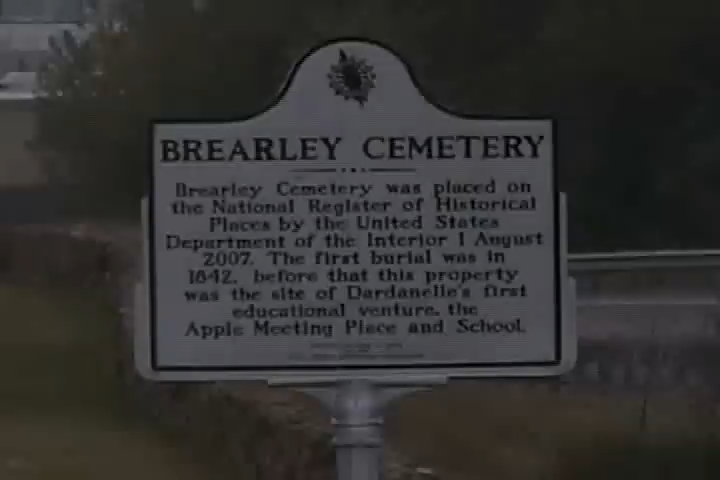 BREARLEY CEMETERY
Brearley Cemetery was placed on
the National Register of Historical
Places by the United States
Department of the Interior 1 August
2007. The first burial was in
1842, before that this property
was the site of Dardanelle's first
educational venture, the
Apple Meeting Place and School.